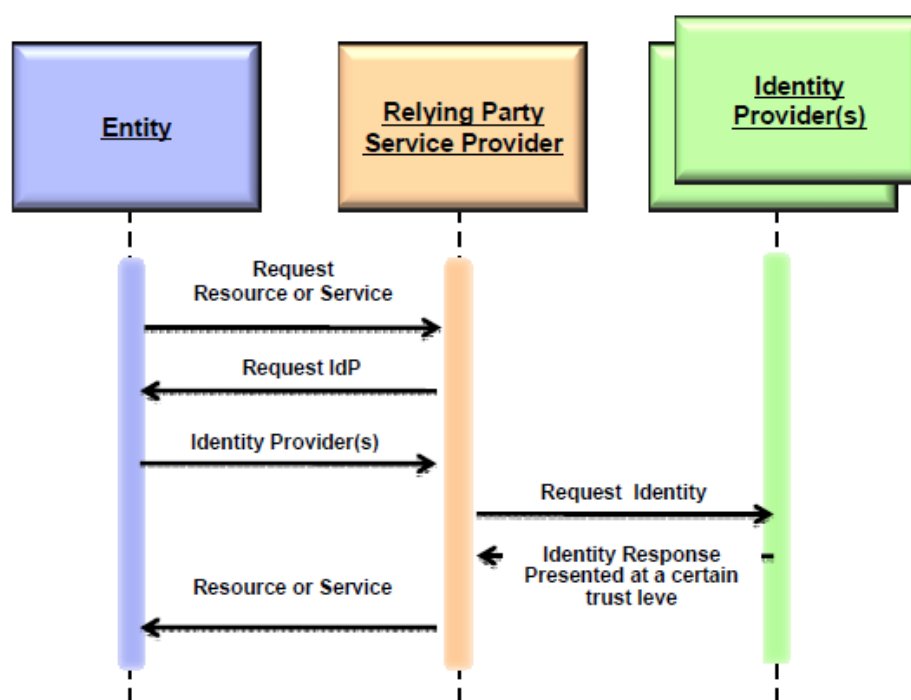 Entity
Relying Party
Service Provider
Identity
Provider(s)
Request
Resource or Service
Request IdP
Identity Provider(s)
Request Identity
Identity Response
Presented at a certain
trust leve
Resource or Service